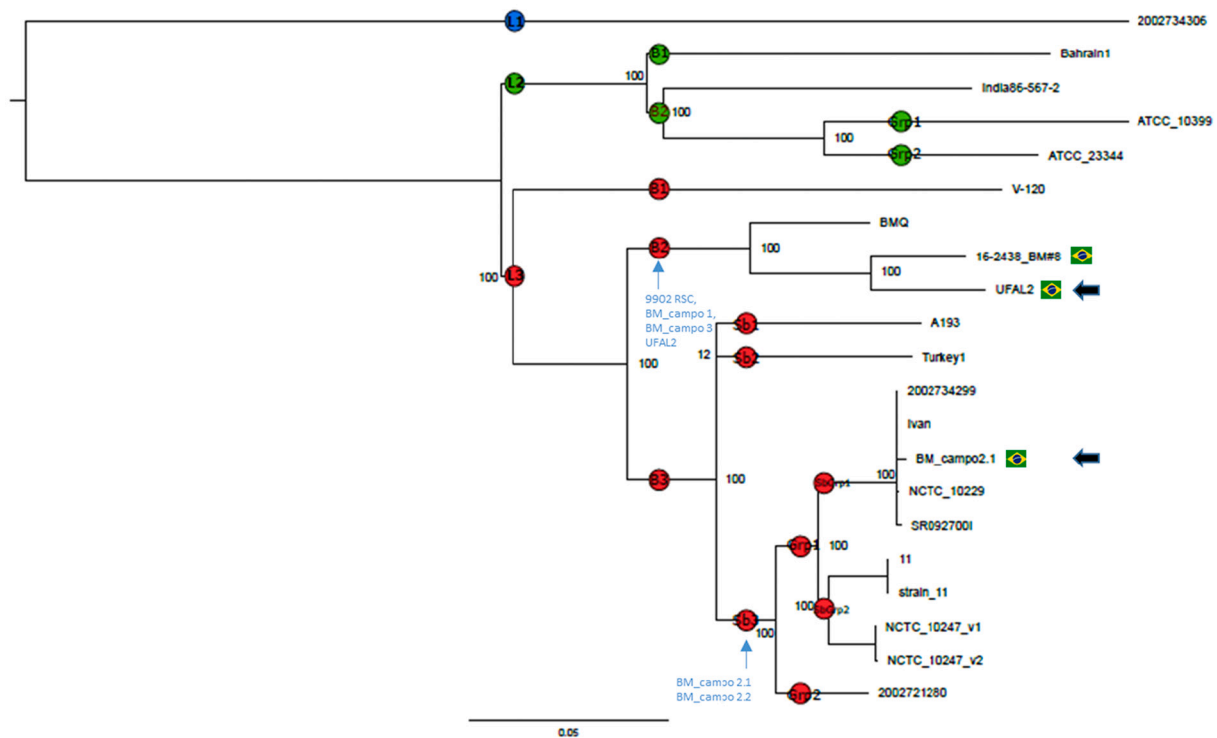 L1
2002734306
B1
Bahrain1
L2
100
India86-567-2
B2
100
Grp1
ATCC_10399
100
Grp2
ATCC_23344
B1
V-120
BMQ
B2
100
16-2438_BM#8
L3
100
100
UFAL2
9902 RSC,
BM_campo 1,
BM_campo 3
UFAL2
Sb1
A193
12
Sb2
Turkey1
100
2002734299
Ivan
BM_campo2.1
100
B3
100
SbGrp1
NCTC_10229
SR092700I
Grp1
100
11
strain_11
100
SbGrp2
Sb3
100
NCTC_10247_v1
NCTC_10247_v2
BM_campo 2.1
BM_campo 2.2
Grp2
2002721280
0.05